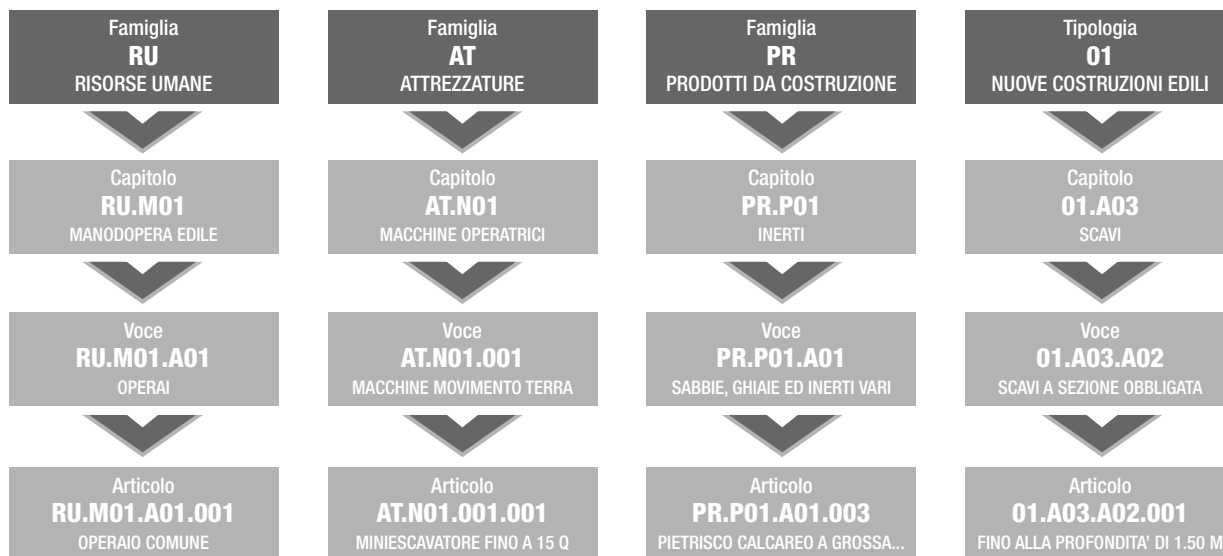 Famiglia
RU
RISORSE UMANE
Capitolo
RU.M01
MANODOPERA EDILE
Voce
RU.M01.A01
OPERAI
Articolo
RU.M01.A01.001
OPERAIO COMUNE
Famiglia
AT
ATTREZZATURE
Capitolo
AT.N01
MACCHINE OPERATRICI
Voce
AT.N01.001
MACCHINE MOVIMENTO TERRA
Articolo
AT.N01.001.001
MINIESCAVATORE FINO A 15 Q
Famiglia
PR
PRODOTTI DA COSTRUZIONE
Capitolo
PR.P01
INERTI
Voce
PR.P01.A01
SABBIE, GHIAIE ED INERTI VARI
Articolo
PR.P01.A01.003
PIETRISCO CALCAREO A GROSSA...
Tipologia
01
NUOVE COSTRUZIONI EDILI
Capitolo
01.A03
SCAVI
Voce
01.A03.A02
SCAVI A SEZIONE OBBLIGATA
Articolo
01.A03.A02.001
FINO ALLA PROFONDITA' DI 1.50 M